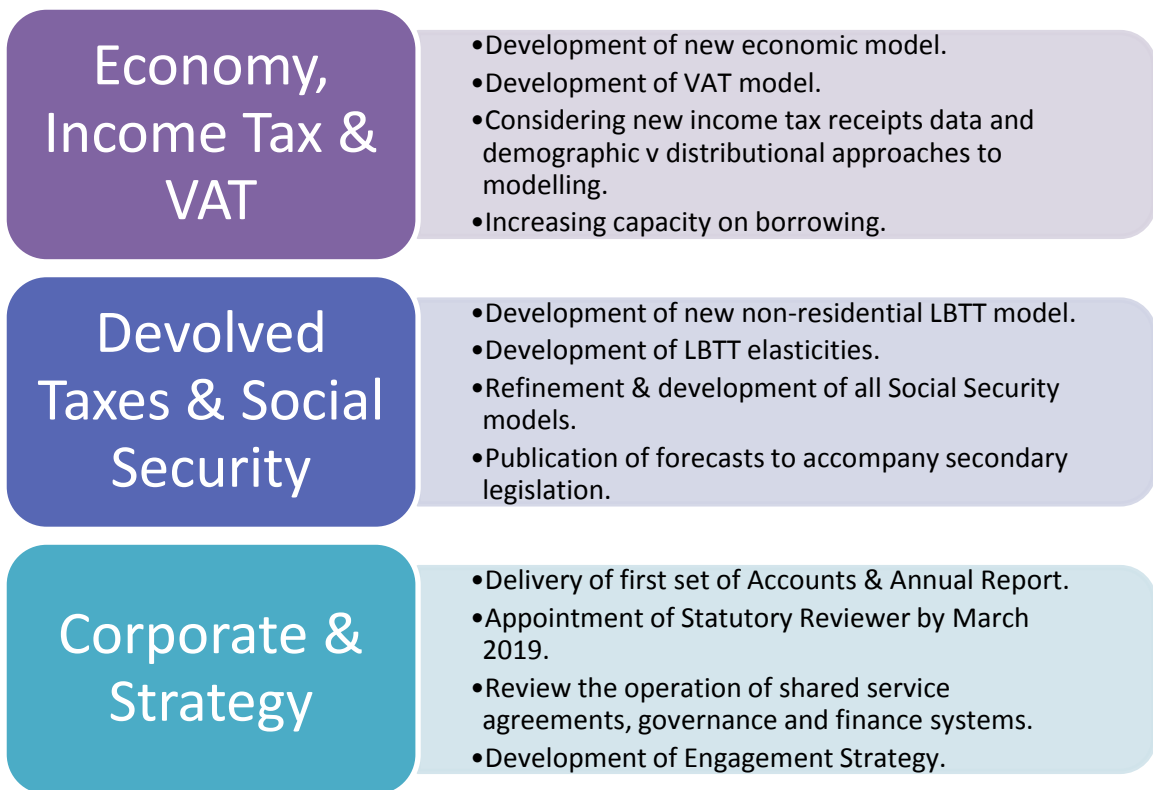 Economy,
Income Tax &
VAT
•Development of new economic model.
•Development of VAT model.
•Considering new income tax receipts data and
demographic v distributional approaches to
modelling.
•Increasing capacity on borrowing.
Devolved
Taxes & Social
Security
•Development of new non-residential LBTT model.
•Development of LBTT elasticities.
•Refinement & development of all Social Security
models.
•Publication of forecasts to accompany secondary
legislation.
Corporate &
Strategy
•Delivery of first set of Accounts & Annual Report.
•Appointment of Statutory Reviewer by March
2019.
•Review the operation of shared service
agreements, governance and finance systems.
•Development of Engagement Strategy.